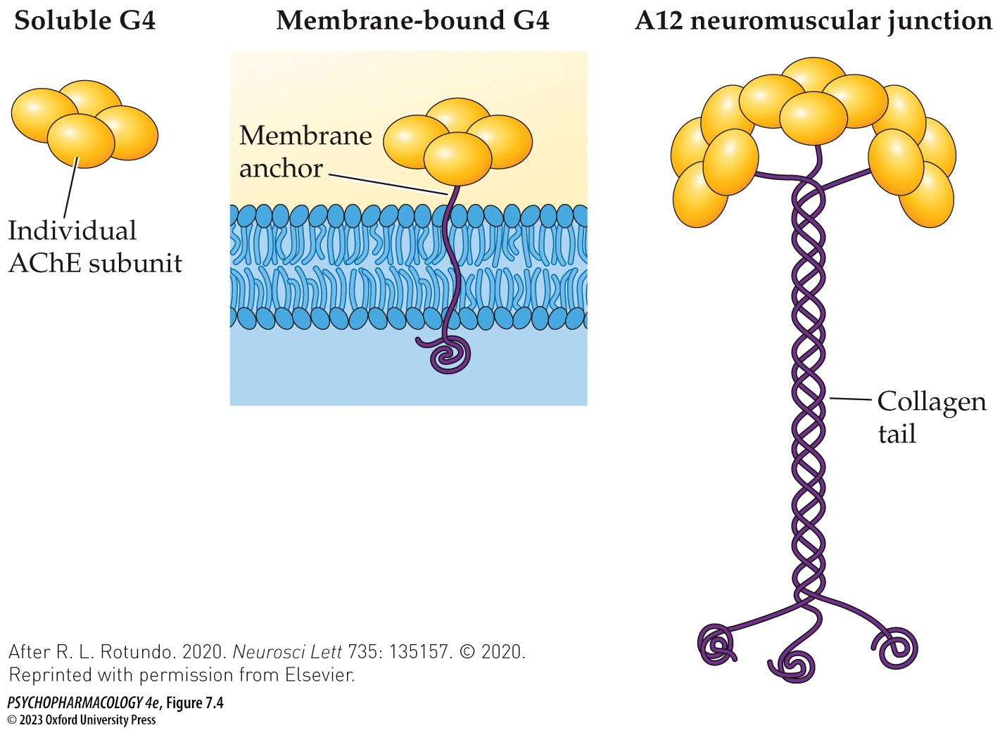 Soluble G4
Membrane-bound G4
A12 neuromuscular junction
Individual
AChE subunit
Membrane
anchor
Collagen
tail
After R. L. Rotundo. 2020. Neurosci Lett 735: 135157. © 2020.
Reprinted with permission from Elsevier.
PSYCHOPHARMACOLOGY 4e, Figure 7.4
© 2023 Oxford University Press